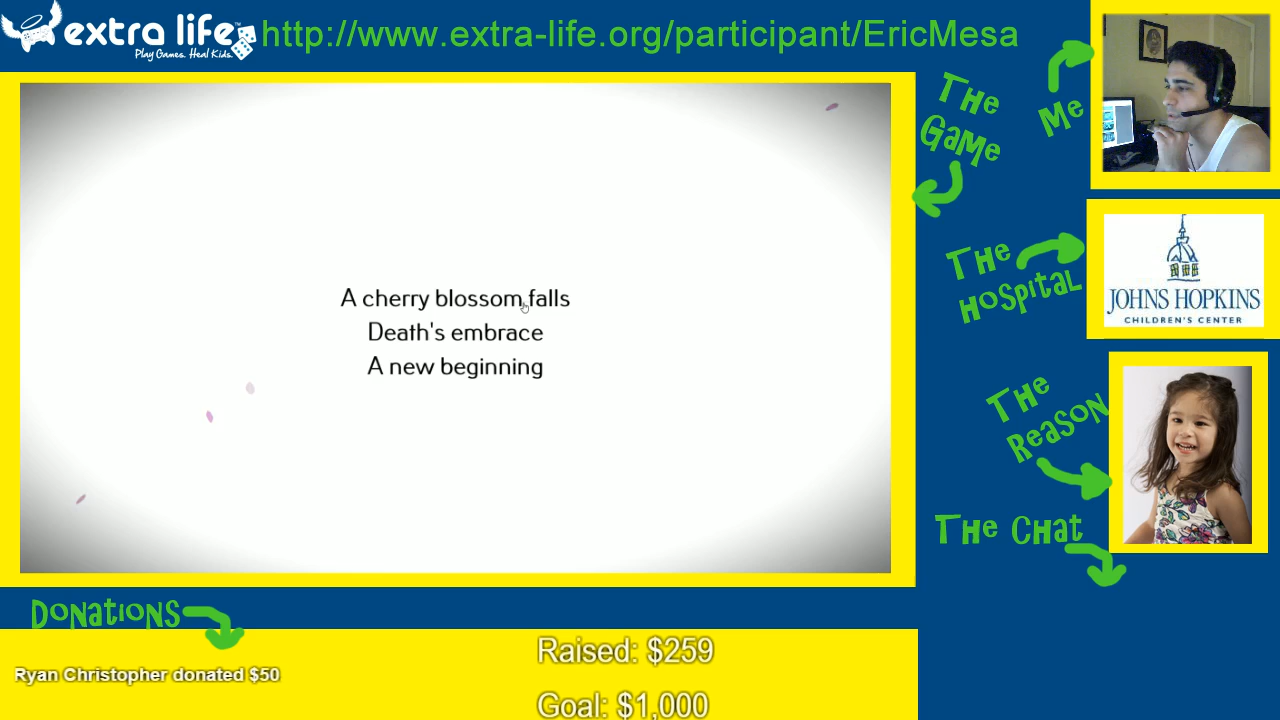 extra life
Play Games. Heal Kids.
http://www.extra-life.org/participant/EricMesa
The
Game
Me
A cherry blossom falls
Death's embrace
A new beginning
The
Hospital
JOHNS HOPKINS
CHILDREN'S CENTER
The
Reason
The Chat
Donations
Ryan Christopher donated $50
Raised: $259
Goal: $1,000